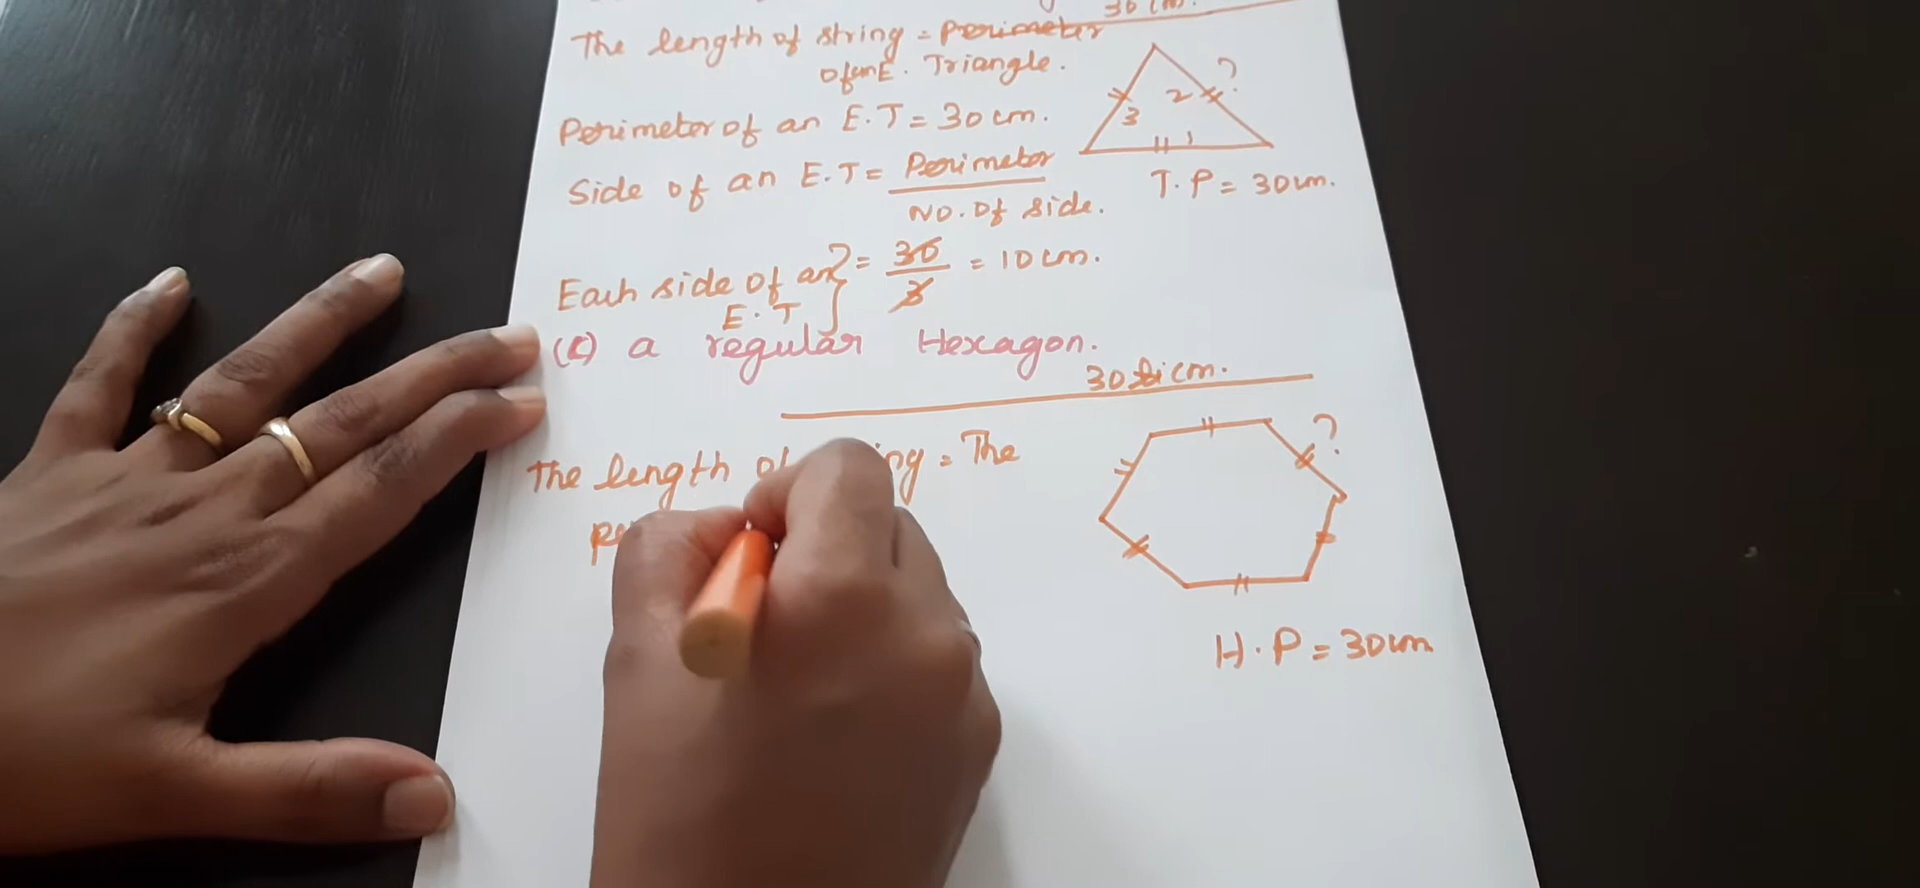 30 cm.
The length of string = Perimeter
of an E. Triangle.
3
2
?
1
Perimeter of an E.T = 30 cm.
Side of an E.T = Perimeter
No. Of side.
T. P = 30 cm.
Each side of an } = 30 = 10 cm.
E. T 3
(c) a regular Hexagon.
30 cm.
The length = The
?
H. P = 30 cm